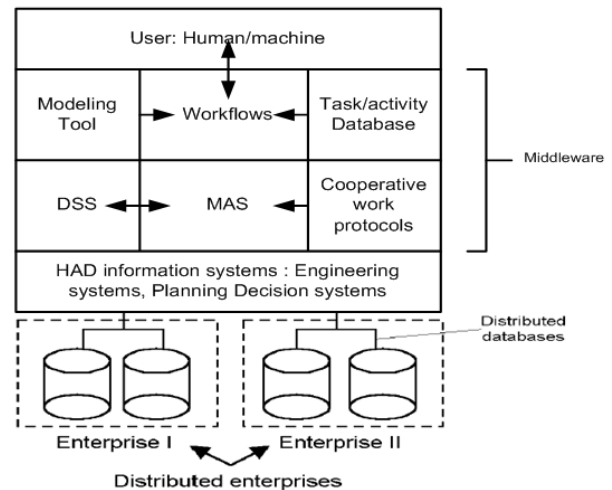 User: Human/machine
Modeling
Tool
Workflows
Task/activity
Database
Middleware
DSS
MAS
Cooperative
work
protocols
HAD information systems : Engineering
systems, Planning Decision systems
Distributed
databases
Enterprise I
Enterprise II
Distributed enterprises